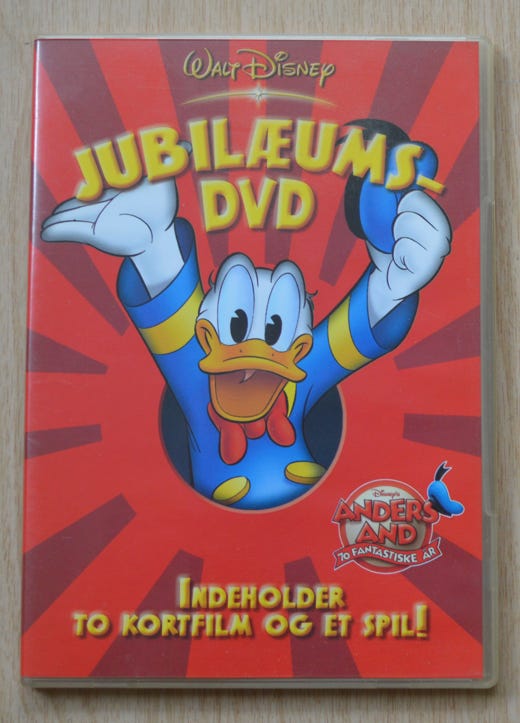 WALT DISNEY
JUBILÆUMS-
DVD
Disney's
ANDERS
AND
70 FANTASTISKE ÅR
INDEHOLDER
TO KORTFILM OG ET SPIL!